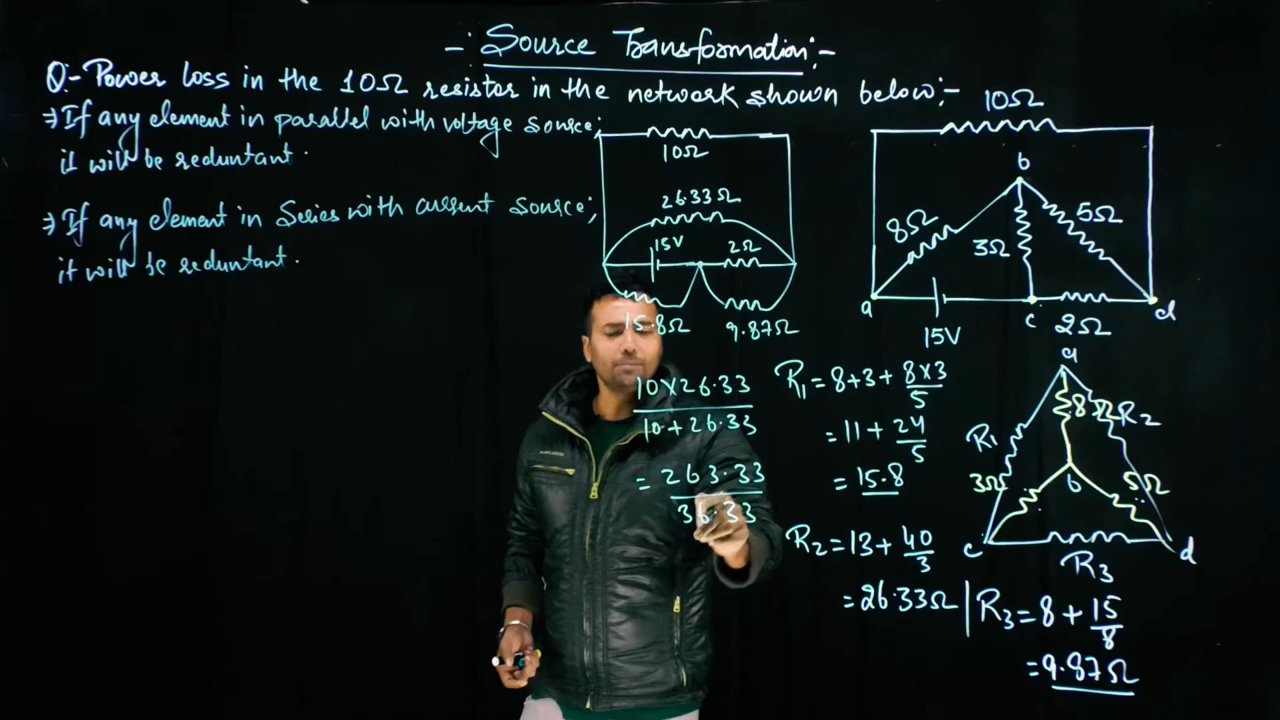 -: Source Transformation:-
Q:- Power loss in the 10Ω resistor in the network shown below:-
⇒ If any element in parallel with voltage source;
it will be reduntant.
⇒ If any element in Series with current source,
it will be reduntant.
10Ω
26.33Ω
15V
2Ω
15.8Ω
9.87Ω
10Ω
b
8Ω
3Ω
5Ω
a
c
d
2Ω
15V
10×26.33
10+26.33
= 263.33
36.33
R1 = 8+3+ 8×3
5
= 11 + 24
5
= 15.8
R2 = 13 + 40
3
= 26.33Ω
a
R1
8Ω
R2
3Ω
b
5Ω
c
d
R3
R3 = 8 + 15
8
= 9.87Ω